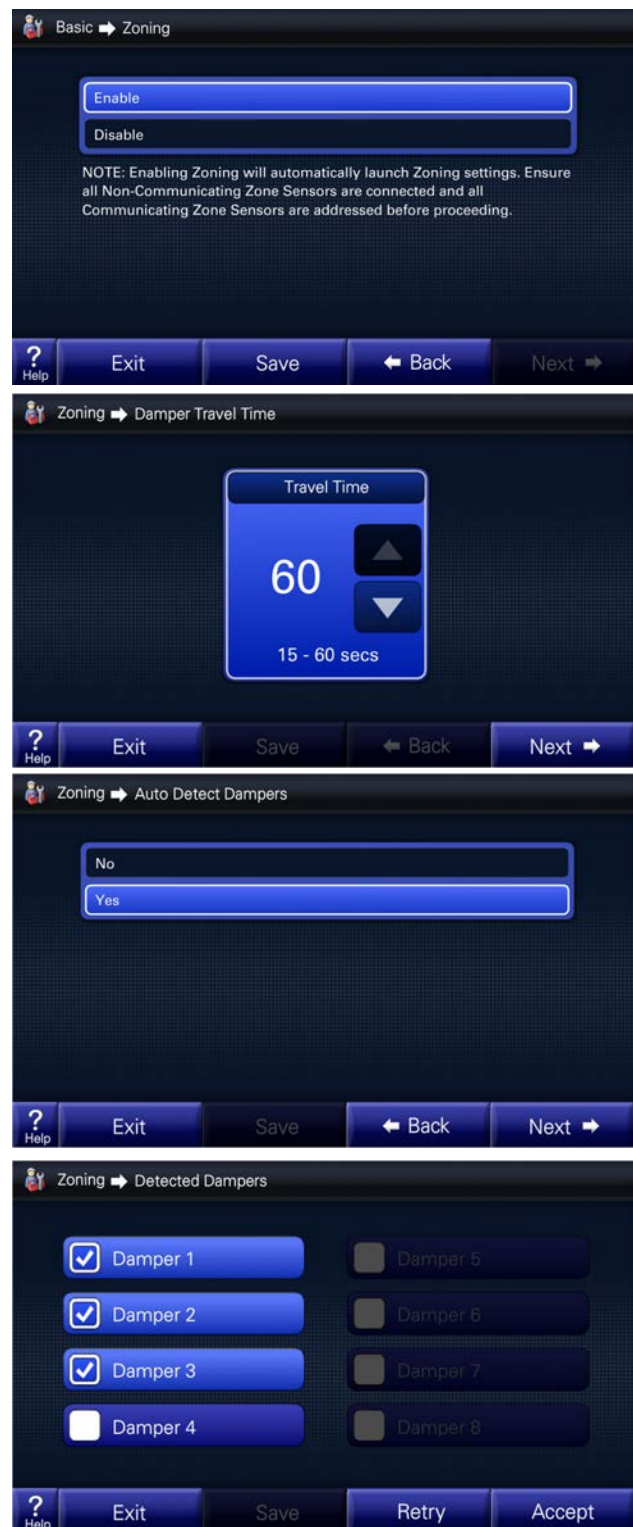 Basic ➡ Zoning
Enable
Disable
NOTE: Enabling Zoning will automatically launch Zoning settings. Ensure
all Non-Communicating Zone Sensors are connected and all
Communicating Zone Sensors are addressed before proceeding.
? Help Exit Save ⬅ Back Next ➡
Zoning ➡ Damper Travel Time
Travel Time
60
15 - 60 secs
? Help Exit Save ⬅ Back Next ➡
Zoning ➡ Auto Detect Dampers
No
Yes
? Help Exit Save ⬅ Back Next ➡
Zoning ➡ Detected Dampers
Damper 1 Damper 5
Damper 2 Damper 6
Damper 3 Damper 7
Damper 4 Damper 8
? Help Exit Save Retry Accept